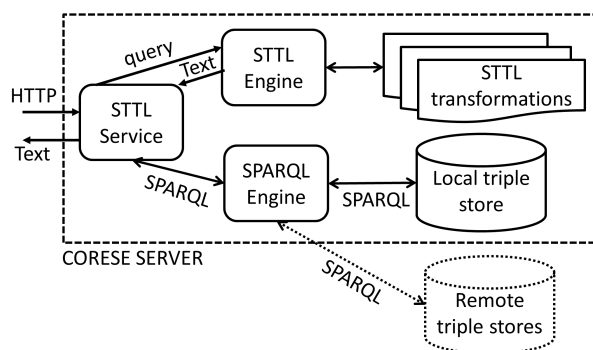 query
Text
STTL
Engine
STTL
transformations
HTTP
STTL
Service
Text
SPARQL
SPARQL
Engine
SPARQL
Local triple
store
CORESE SERVER
SPARQL
Remote
triple stores